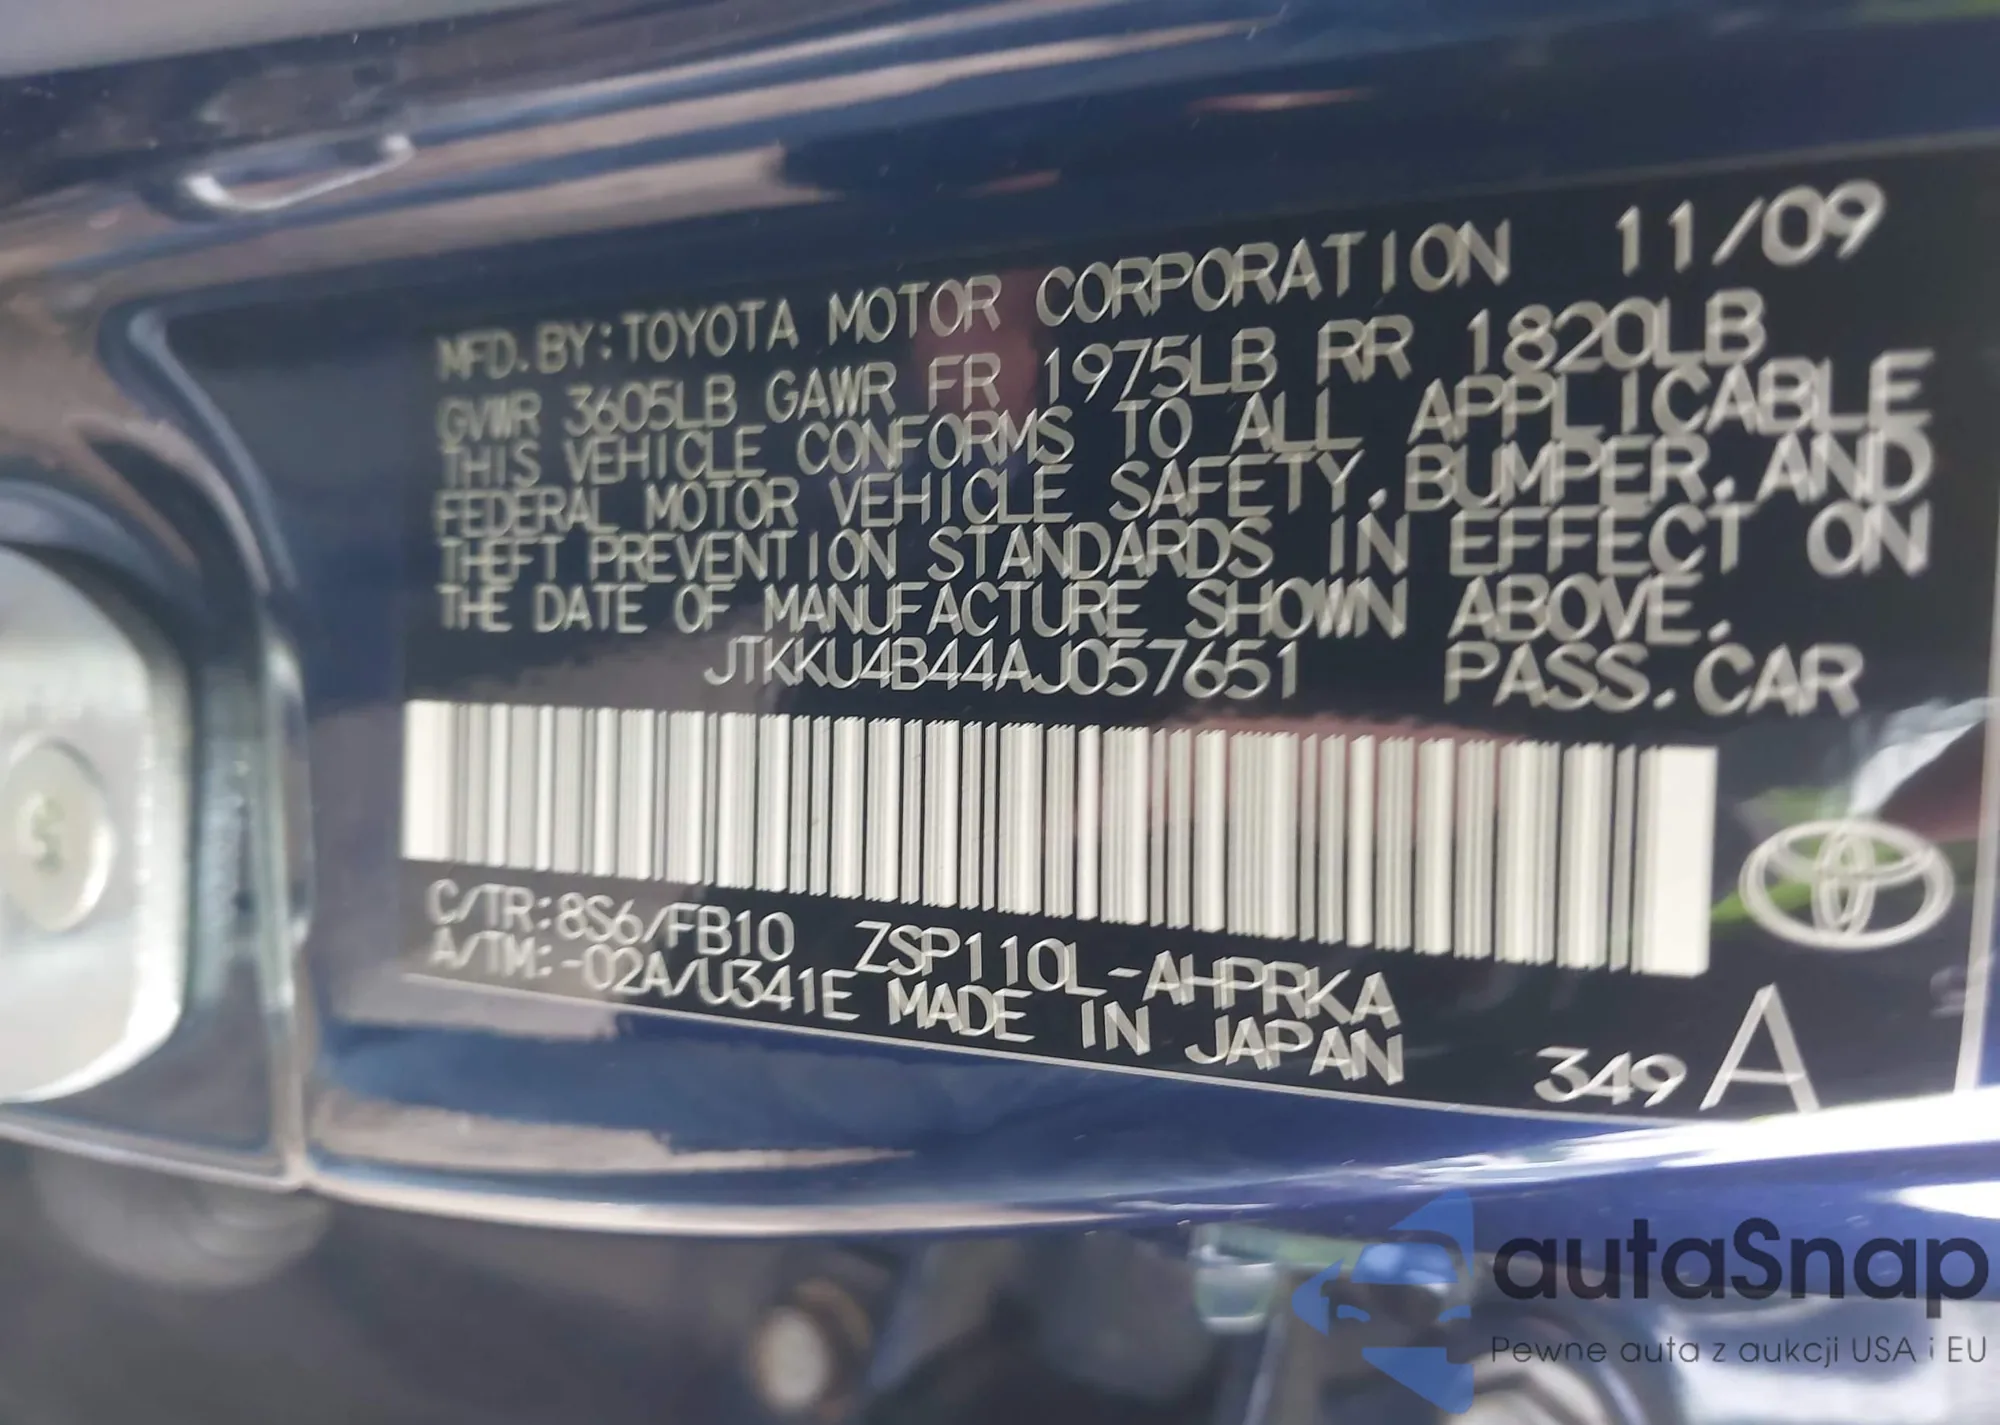 MFD.BY:TOYOTA MOTOR CORPORATION 11/09
GVWR 3605LB GAWR FR 1975LB RR 1820LB
THIS VEHICLE CONFORMS TO ALL APPLICABLE
FEDERAL MOTOR VEHICLE SAFETY,BUMPER,AND
THEFT PREVENTION STANDARDS IN EFFECT ON
THE DATE OF MANUFACTURE SHOWN ABOVE.
JTKKU4B44AJ057651 PASS.CAR
C/TR:8S6/FB10 ZSP110L-AHPRKA
A/TM:-02A/U341E MADE IN JAPAN
349 A
autaSnap
Pewne auta z aukcji USA i EU